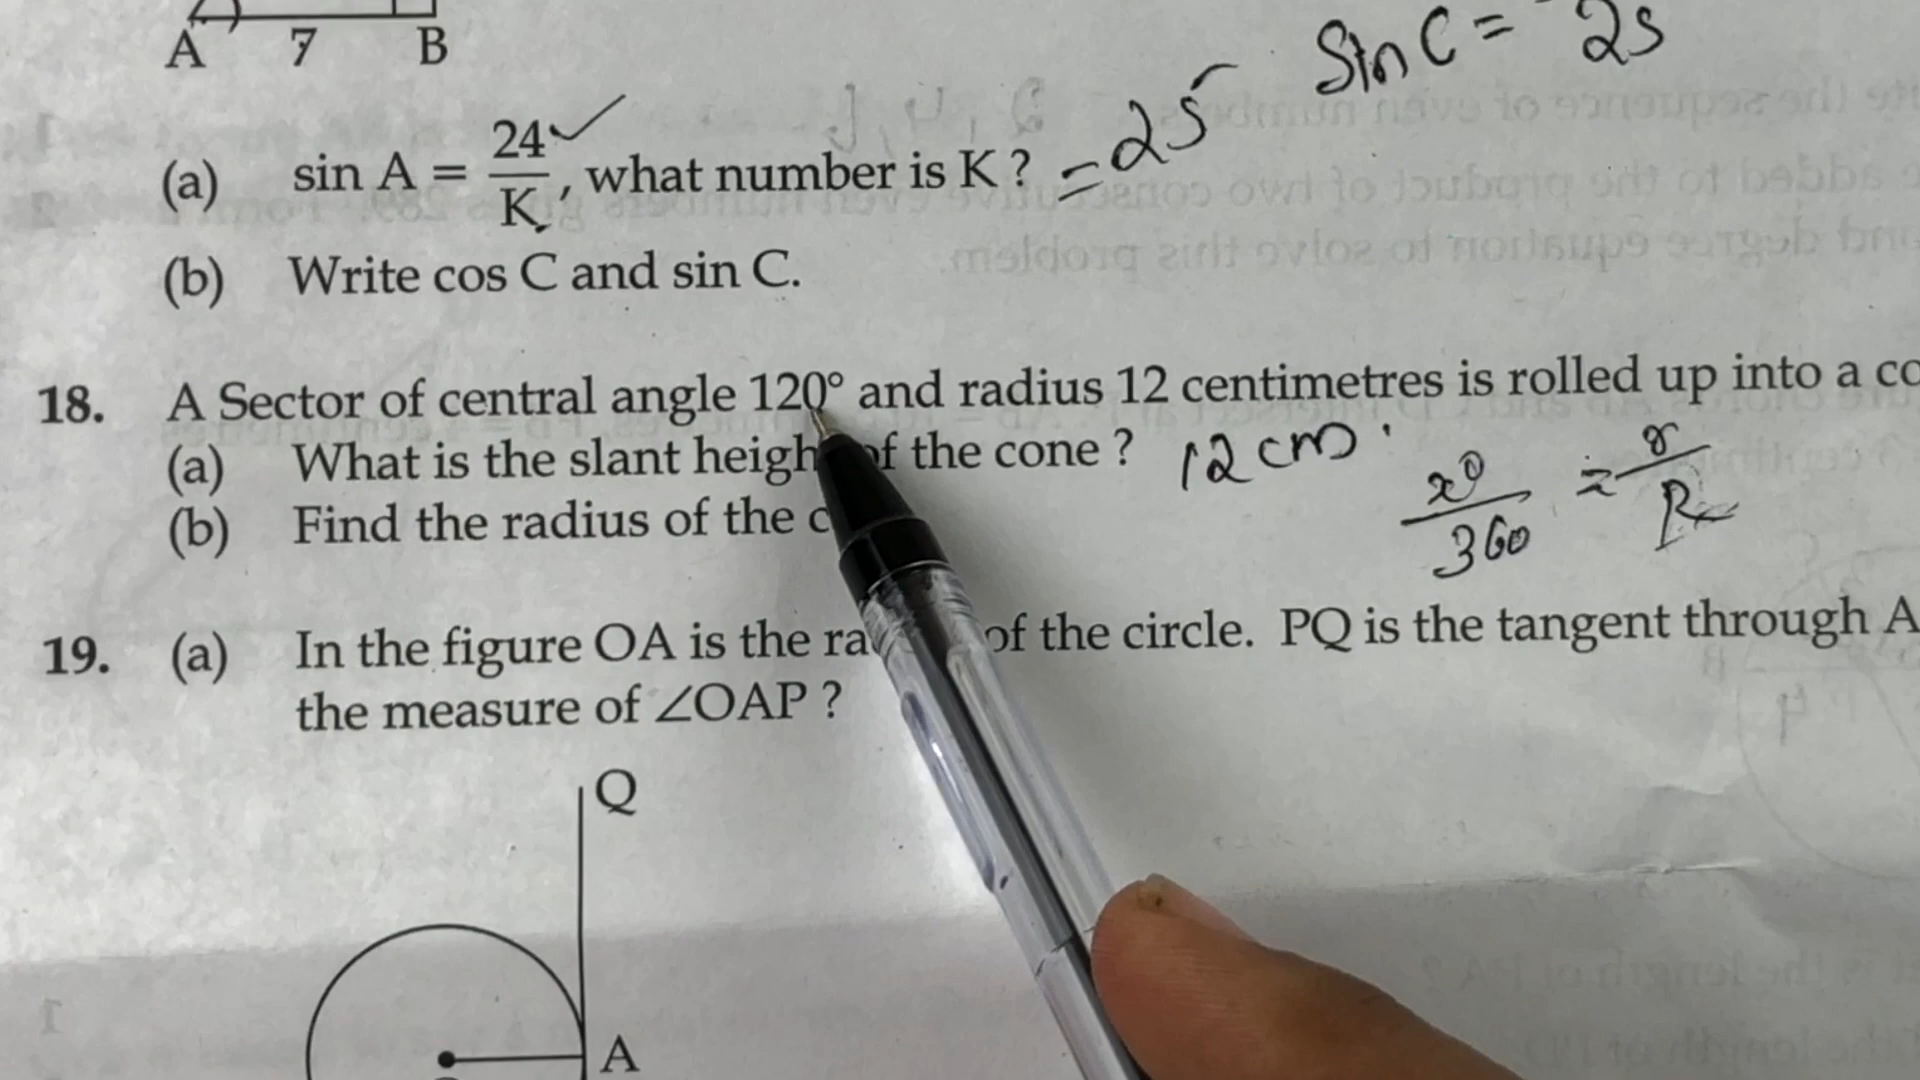 A 7 B
Sin C = 25
(a) sin A = 24/K, what number is K ? = 25
(b) Write cos C and sin C.
18. A Sector of central angle 120° and radius 12 centimetres is rolled up into a co
(a) What is the slant heigh of the cone ? 12 cm
(b) Find the radius of the c
x°/360 = r/R
19. (a) In the figure OA is the ra of the circle. PQ is the tangent through A
the measure of ∠OAP ?
Q
A